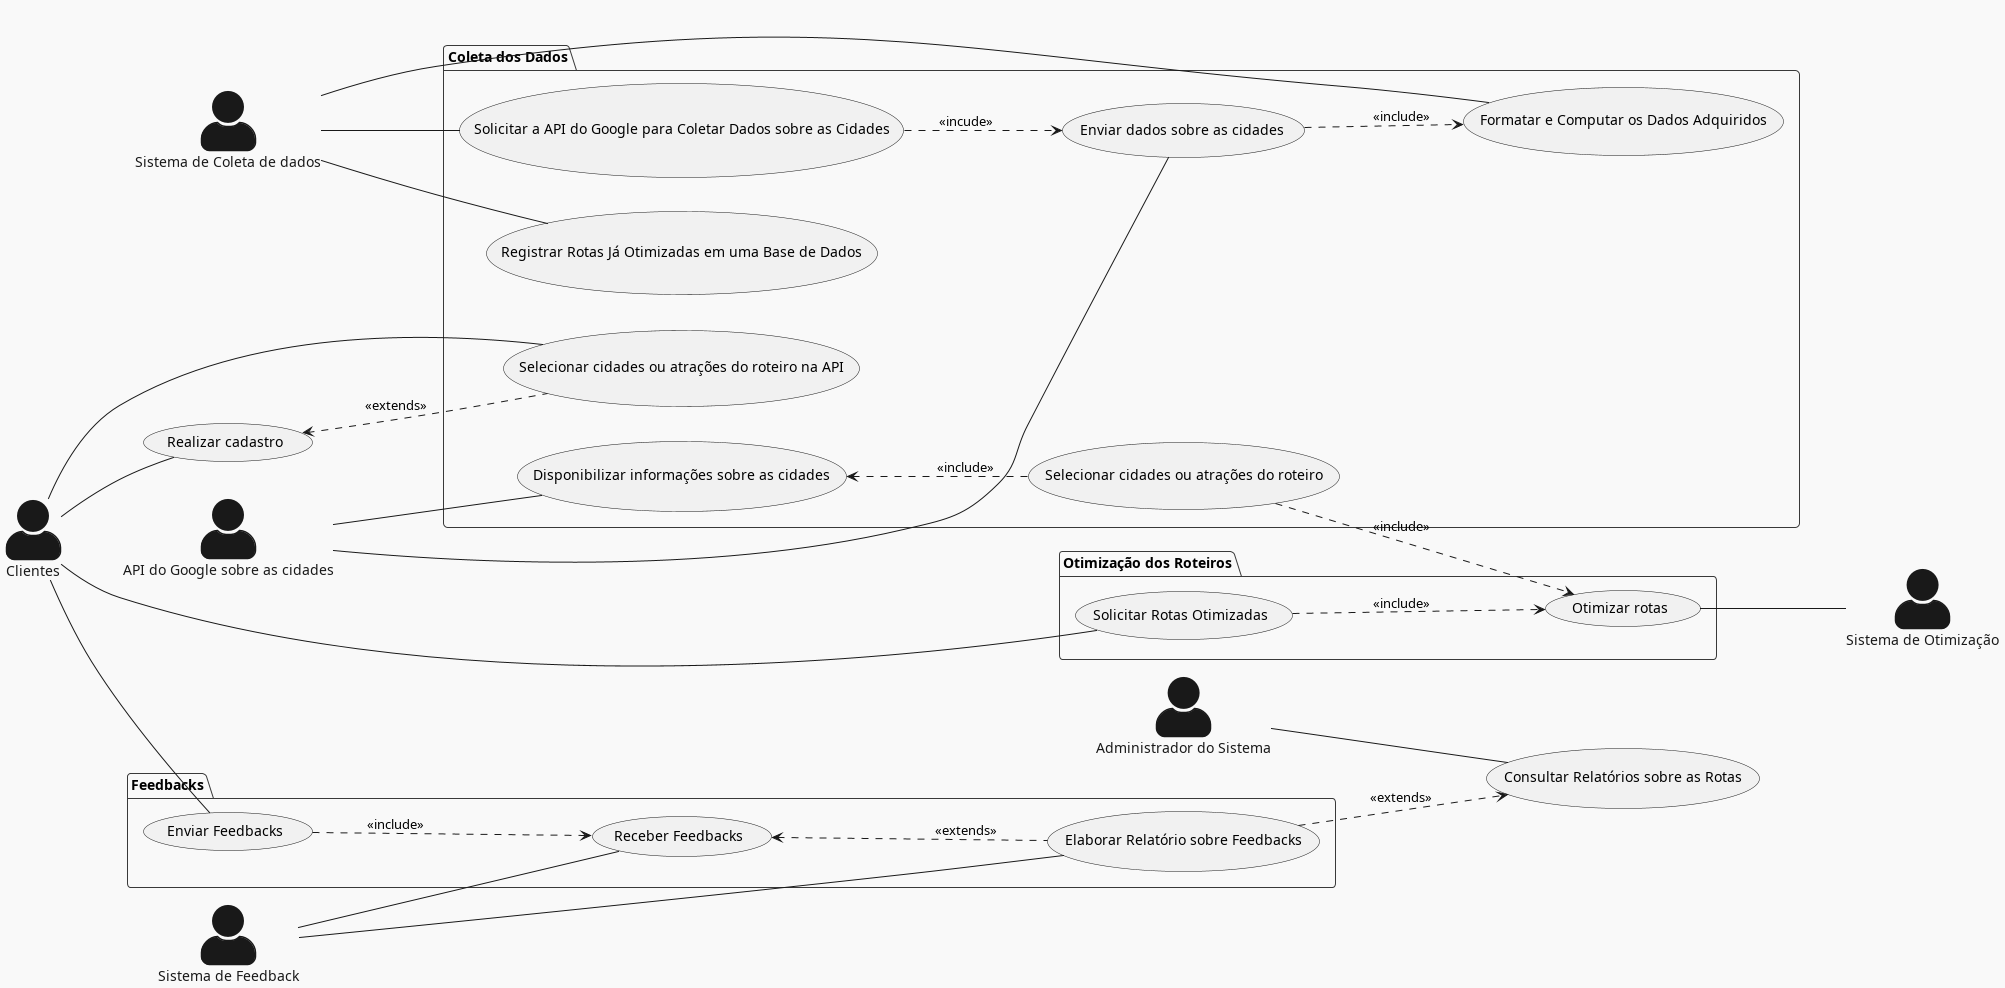 Coleta dos Dados
Sistema de Coleta de dados
Solicitar a API do Google para Coletar Dados sobre as Cidades
«incude»
Enviar dados sobre as cidades
«include»
Formatar e Computar os Dados Adquiridos
Registrar Rotas Já Otimizadas em uma Base de Dados
Selecionar cidades ou atrações do roteiro na API
«extends»
Realizar cadastro
Disponibilizar informações sobre as cidades
«include»
Selecionar cidades ou atrações do roteiro
«include»
Clientes
API do Google sobre as cidades
Otimização dos Roteiros
Solicitar Rotas Otimizadas
«include»
Otimizar rotas
Sistema de Otimização
Administrador do Sistema
Consultar Relatórios sobre as Rotas
«extends»
Feedbacks
Enviar Feedbacks
«include»
Receber Feedbacks
«extends»
Elaborar Relatório sobre Feedbacks
Sistema de Feedback